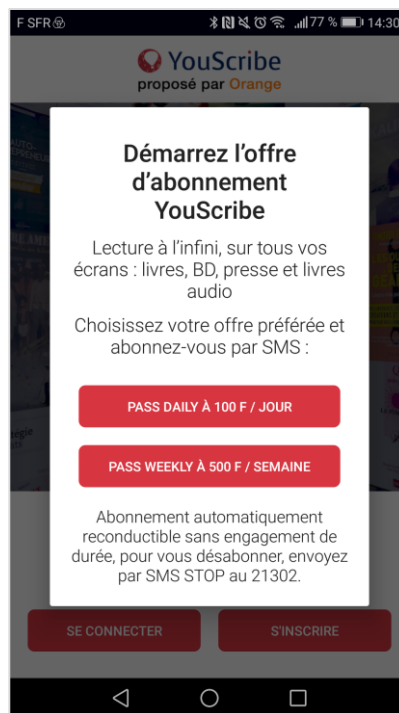 F SFR 77 % 14:30
YouScribe
proposé par Orange
Démarrez l'offre
d'abonnement
YouScribe
Lecture à l'infini, sur tous vos
écrans : livres, BD, presse et livres
audio
Choisissez votre offre préférée et
abonnez-vous par SMS :
PASS DAILY À 100 F / JOUR
PASS WEEKLY À 500 F / SEMAINE
Abonnement automatiquement
reconductible sans engagement de
durée, pour vous désabonner, envoyez
par SMS STOP au 21302.
SE CONNECTER
S'INSCRIRE